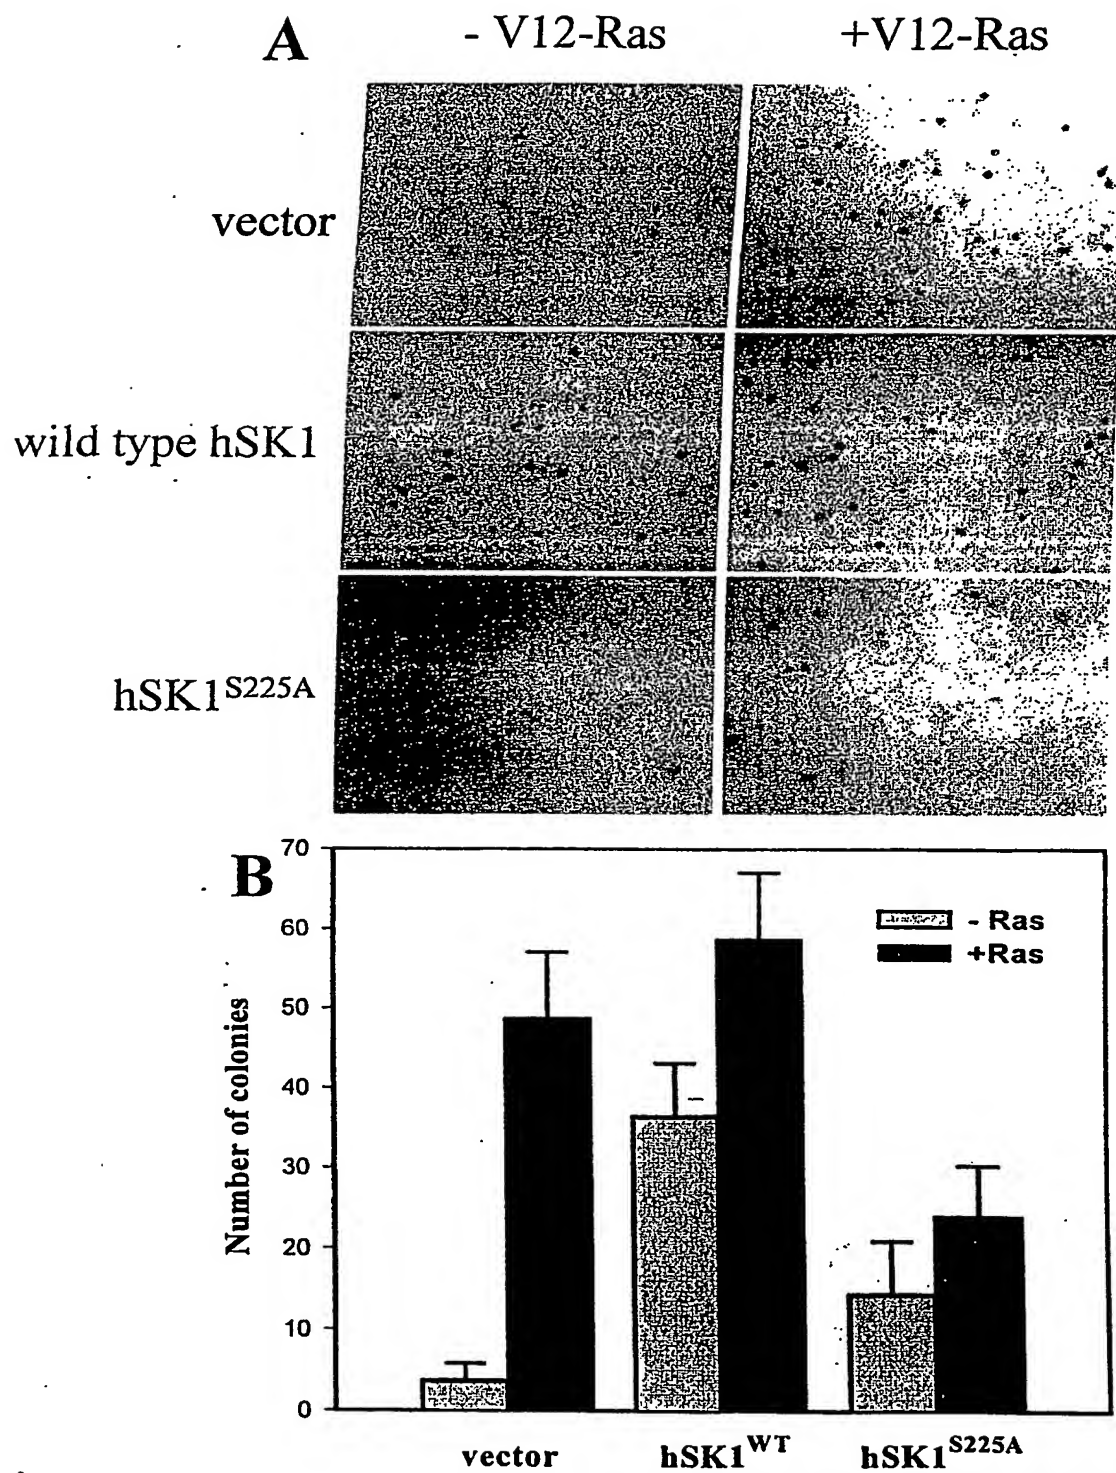 A
- V12-Ras
+V12-Ras
vector
wild type hSK1
hSK1S225A
B
Number of colonies
70
60
50
40
30
20
10
0
- Ras
+Ras
vector
hSK1WT
hSK1S225A